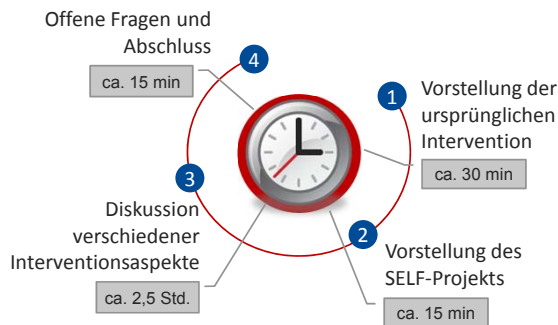 1
Vorstellung der
ursprünglichen
Intervention
ca. 30 min
2
Vorstellung des
SELF-Projekts
ca. 15 min
3
Diskussion
verschiedener
Interventionsaspekte
ca. 2,5 Std.
4
Offene Fragen und
Abschluss
ca. 15 min